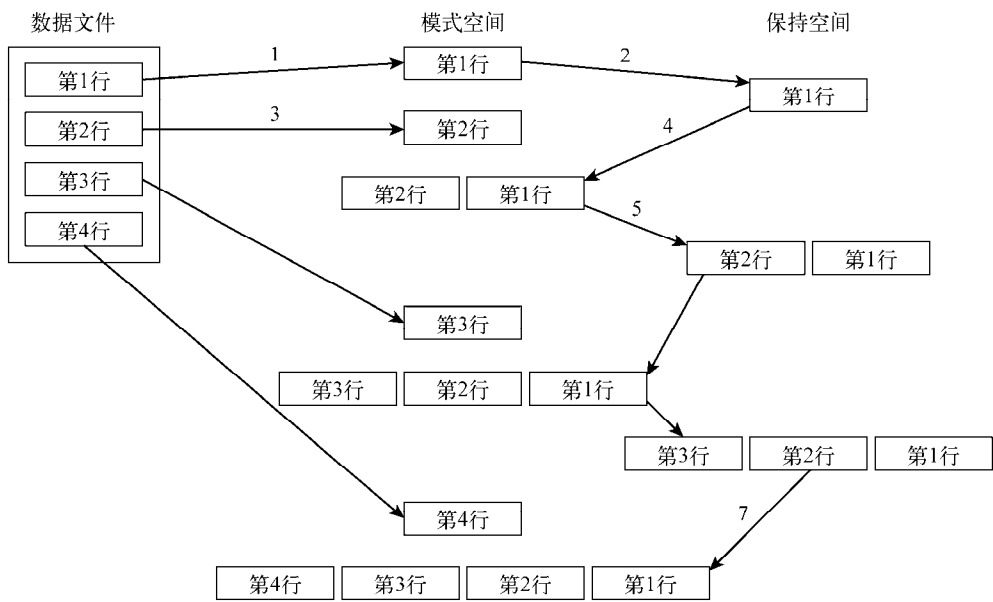 数据文件 模式空间 保持空间
第1行 1 第1行 2 第1行
第2行 3 第2行 4
第3行 第2行 第1行 5
第4行 第2行 第1行
第3行
第3行 第2行 第1行
第3行 第2行 第1行
第4行 7
第4行 第3行 第2行 第1行